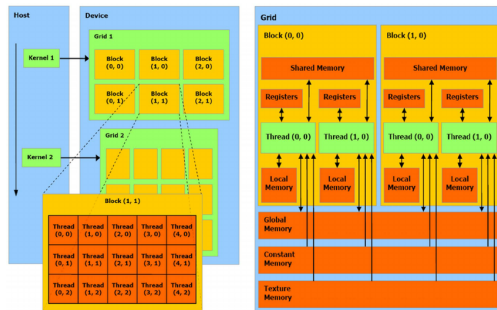 Host
Device
Grid 1
Kernel 1
Block
(0, 0)
Block
(1, 0)
Block
(2, 0)
Block
(0, 1)
Block
(1, 1)
Block
(2, 1)
Grid 2
Kernel 2
Block (1, 1)
Thread
(0, 0)
Thread
(1, 0)
Thread
(2, 0)
Thread
(3, 0)
Thread
(4, 0)
Thread
(0, 1)
Thread
(1, 1)
Thread
(2, 1)
Thread
(3, 1)
Thread
(4, 1)
Thread
(0, 2)
Thread
(1, 2)
Thread
(2, 2)
Thread
(3, 2)
Thread
(4, 2)
Grid
Block (0, 0)
Shared Memory
Registers
Registers
Thread (0, 0)
Thread (1, 0)
Local
Memory
Local
Memory
Block (1, 0)
Shared Memory
Registers
Registers
Thread (0, 0)
Thread (1, 0)
Local
Memory
Local
Memory
Global
Memory
Constant
Memory
Texture
Memory